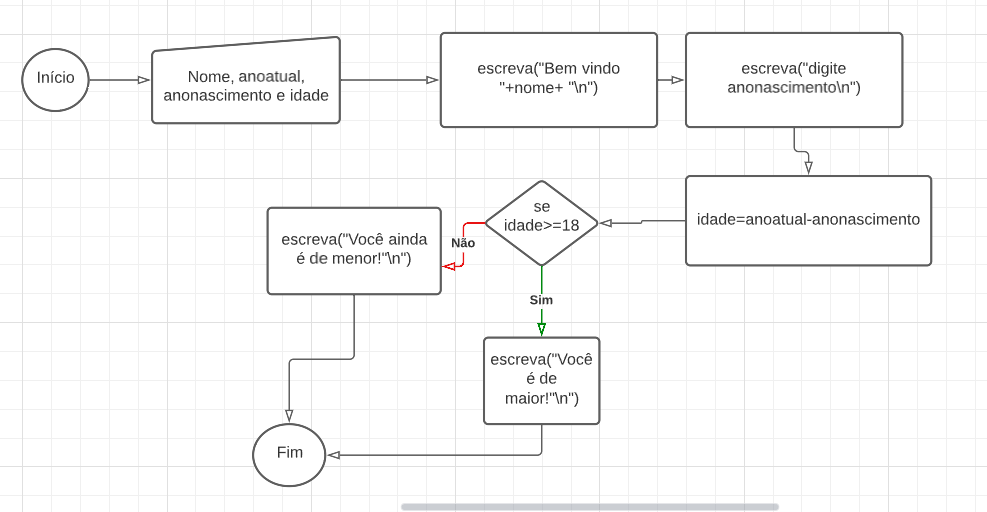 Início
Nome, anoatual,
anonascimento e idade
escreva("Bem vindo
"+nome+ "\n")
escreva("digite
anonascimento\n")
idade=anoatual-anonascimento
se
idade>=18
Não
escreva("Você ainda
é de menor!"\n")
Sim
escreva("Você
é de
maior!"\n")
Fim